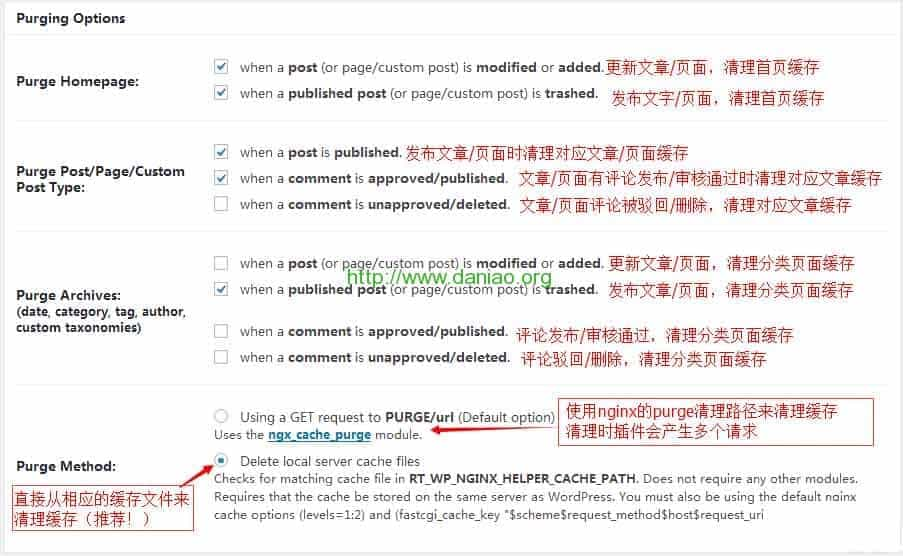 Purging Options
Purge Homepage:
when a post (or page/custom post) is modified or added. 更新文章/页面，清理首页缓存
when a published post (or page/custom post) is trashed. 发布文字/页面，清理首页缓存
Purge Post/Page/Custom
Post Type:
when a post is published. 发布文章/页面时清理对应文章/页面缓存
when a comment is approved/published. 文章/页面有评论发布/审核通过时清理对应文章缓存
when a comment is unapproved/deleted. 文章/页面评论被驳回/删除，清理对应文章缓存
Purge Archives:
(date, category, tag, author,
custom taxonomies)
when a post (or page/custom post) is modified or added. 更新文章/页面，清理分类页面缓存
http://www.daniao.org
when a published post (or page/custom post) is trashed. 发布文章/页面，清理分类页面缓存
when a comment is approved/published. 评论发布/审核通过，清理分类页面缓存
when a comment is unapproved/deleted. 评论驳回/删除，清理分类页面缓存
Purge Method:
Using a GET request to PURGE/url (Default option)
Uses the ngx_cache_purge module.
使用nginx的purge清理路径来清理缓存
清理时插件会产生多个请求
Delete local server cache files
Checks for matching cache file in RT_WP_NGINX_HELPER_CACHE_PATH. Does not require any other modules.
Requires that the cache be stored on the same server as WordPress. You must also be using the default nginx
cache options (levels=1:2) and (fastcgi_cache_key "$scheme$request_method$host$request_uri
直接从相应的缓存文件来
清理缓存（推荐！）